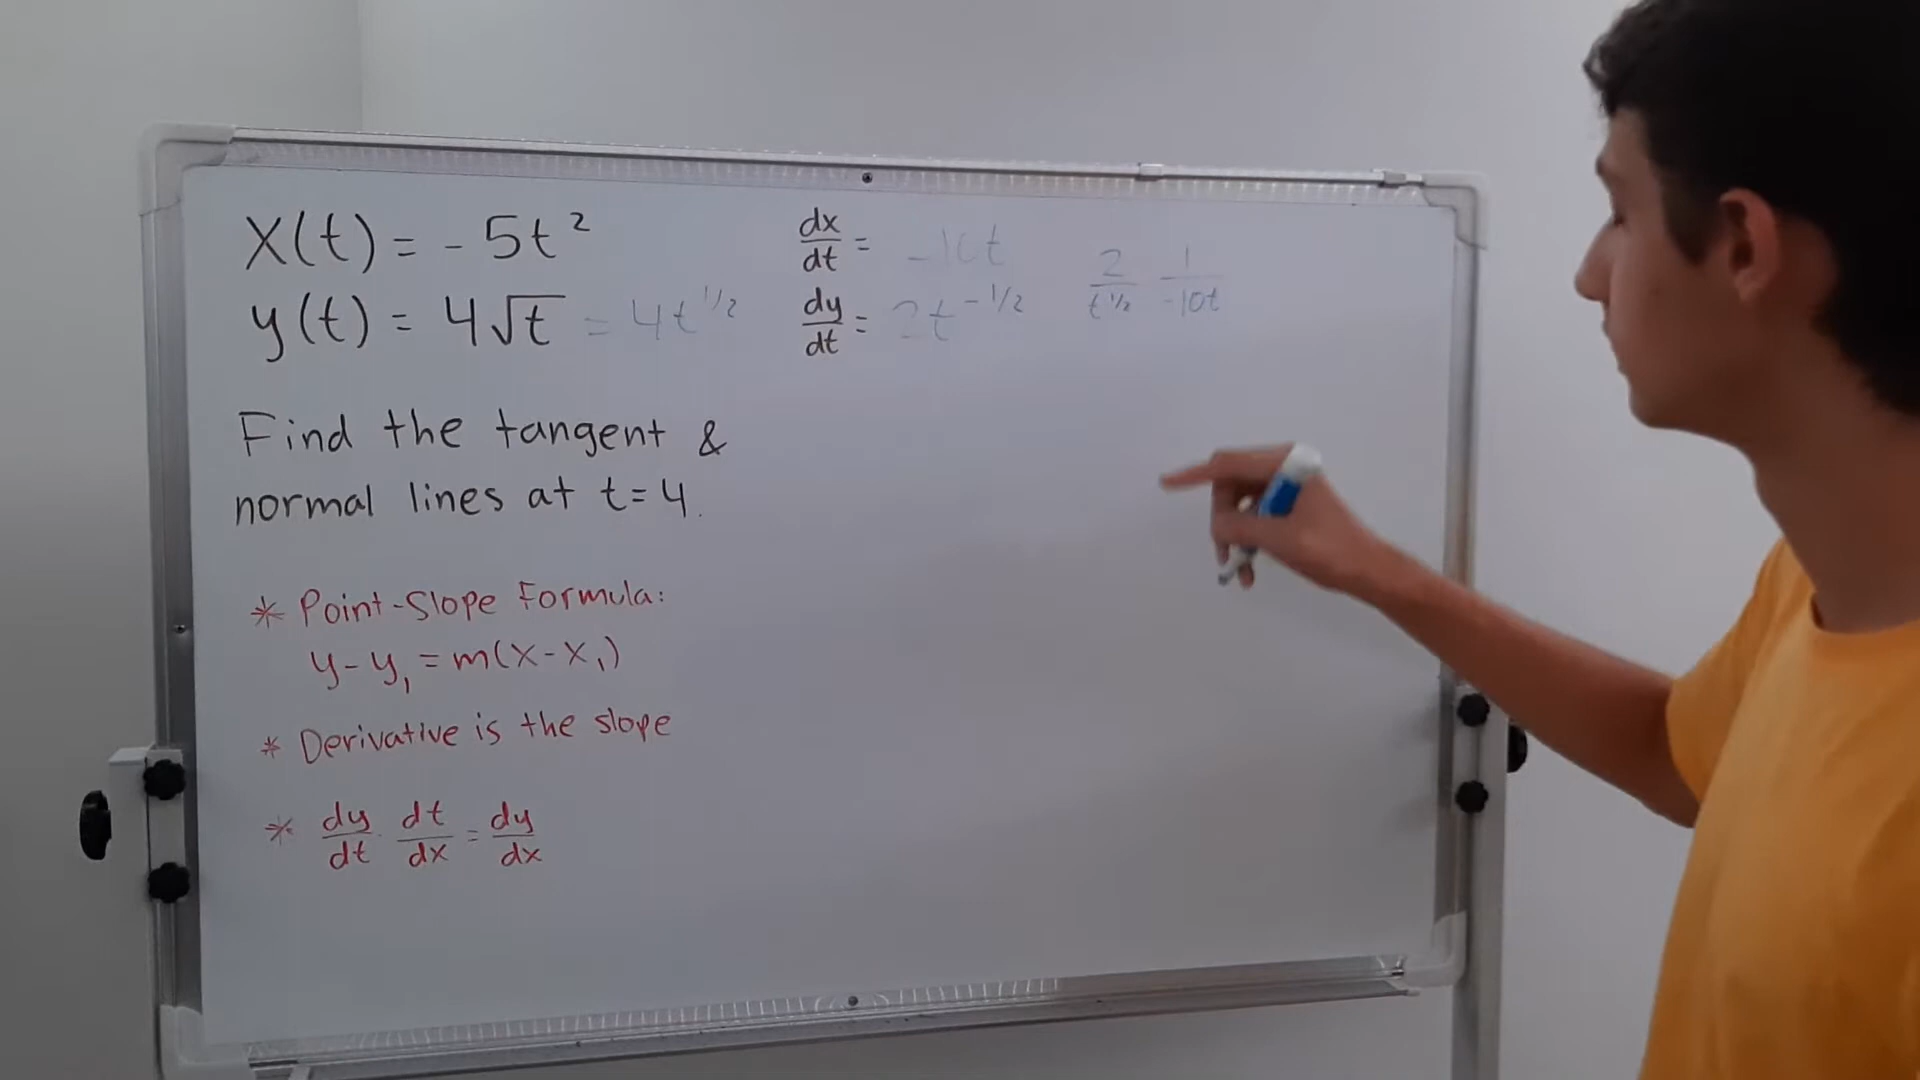 x(t) = -5t²
y(t) = 4√t = 4t^1/2
Find the tangent &
normal lines at t=4.
* Point-Slope Formula:
y-y₁ = m(x-x₁)
* Derivative is the slope
* dy/dt · dt/dx = dy/dx
dx/dt = -10t
dy/dt = 2t^-1/2
2/t^1/2 1/-10t